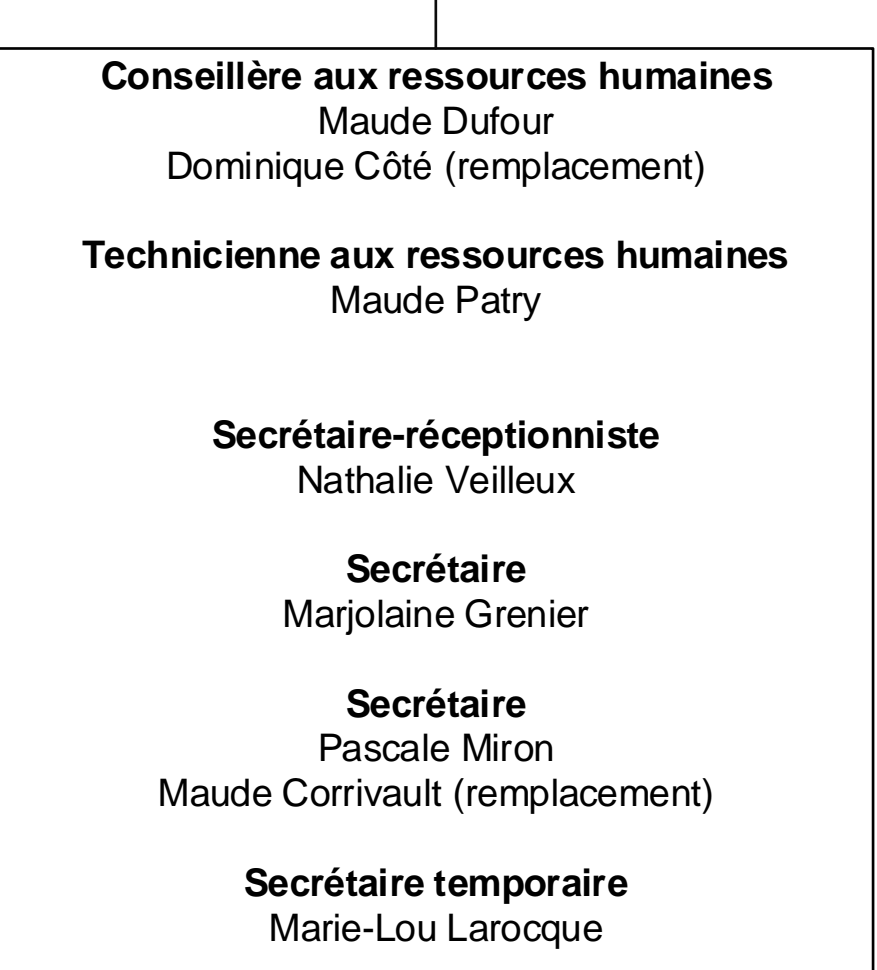 Conseillère aux ressources humaines
Maude Dufour
Dominique Côté (remplacement)
Technicienne aux ressources humaines
Maude Patry
Secrétaire-réceptionniste
Nathalie Veilleux
Secrétaire
Marjolaine Grenier
Secrétaire
Pascale Miron
Maude Corrivault (remplacement)
Secrétaire temporaire
Marie-Lou Larocque